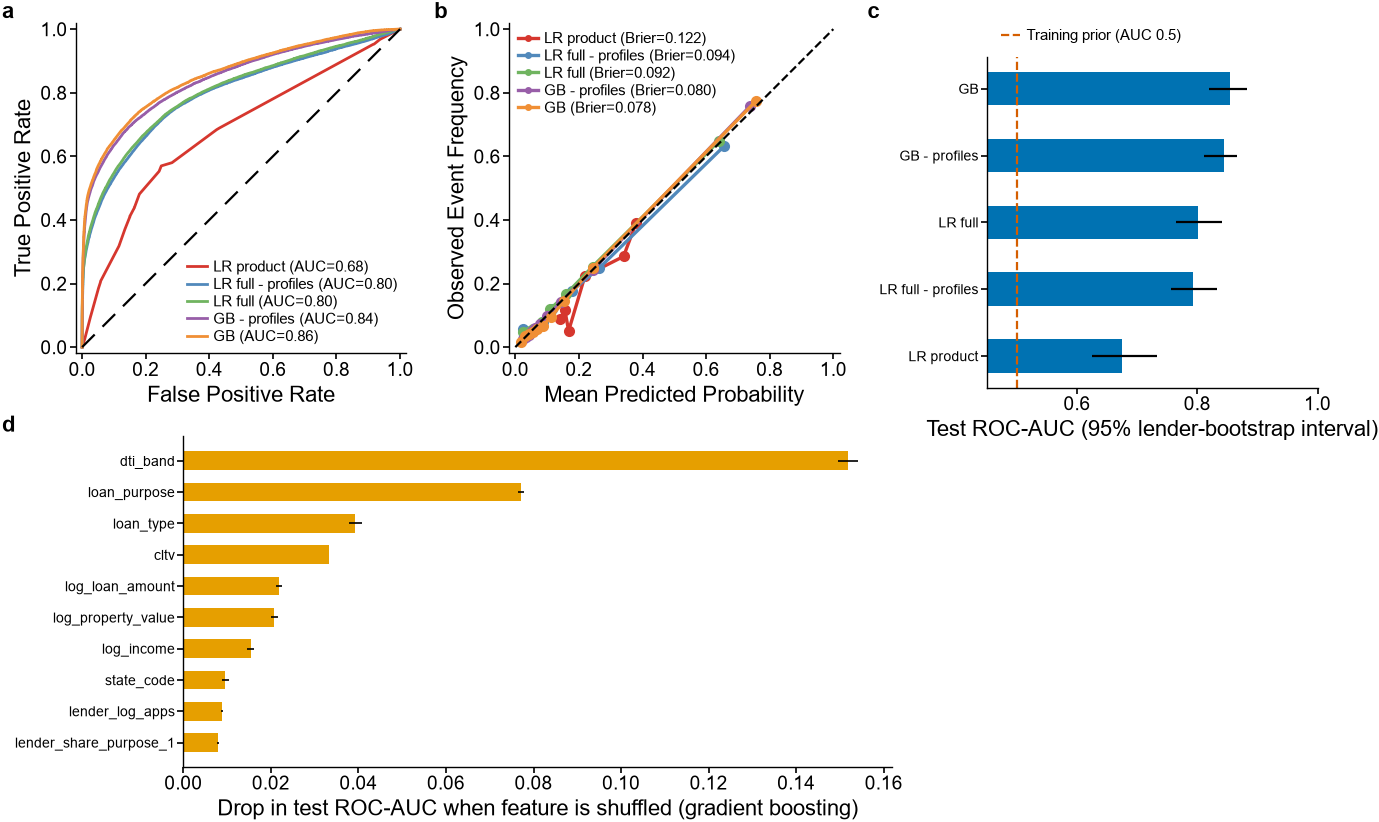 a
1.0
0.8
0.6
0.4
0.2
0.0
True Positive Rate
LR product (AUC=0.68)
LR full - profiles (AUC=0.80)
LR full (AUC=0.80)
GB - profiles (AUC=0.84)
GB (AUC=0.86)
0.0 0.2 0.4 0.6 0.8 1.0
False Positive Rate
b
1.0
0.8
0.6
0.4
0.2
0.0
Observed Event Frequency
LR product (Brier=0.122)
LR full - profiles (Brier=0.094)
LR full (Brier=0.092)
GB - profiles (Brier=0.080)
GB (Brier=0.078)
0.0 0.2 0.4 0.6 0.8 1.0
Mean Predicted Probability
c
Training prior (AUC 0.5)
GB
GB - profiles
LR full
LR full - profiles
LR product
0.6 0.8 1.0
Test ROC-AUC (95% lender-bootstrap interval)
d
dti_band
loan_purpose
loan_type
cltv
log_loan_amount
log_property_value
log_income
state_code
lender_log_apps
lender_share_purpose_1
0.00 0.02 0.04 0.06 0.08 0.10 0.12 0.14 0.16
Drop in test ROC-AUC when feature is shuffled (gradient boosting)